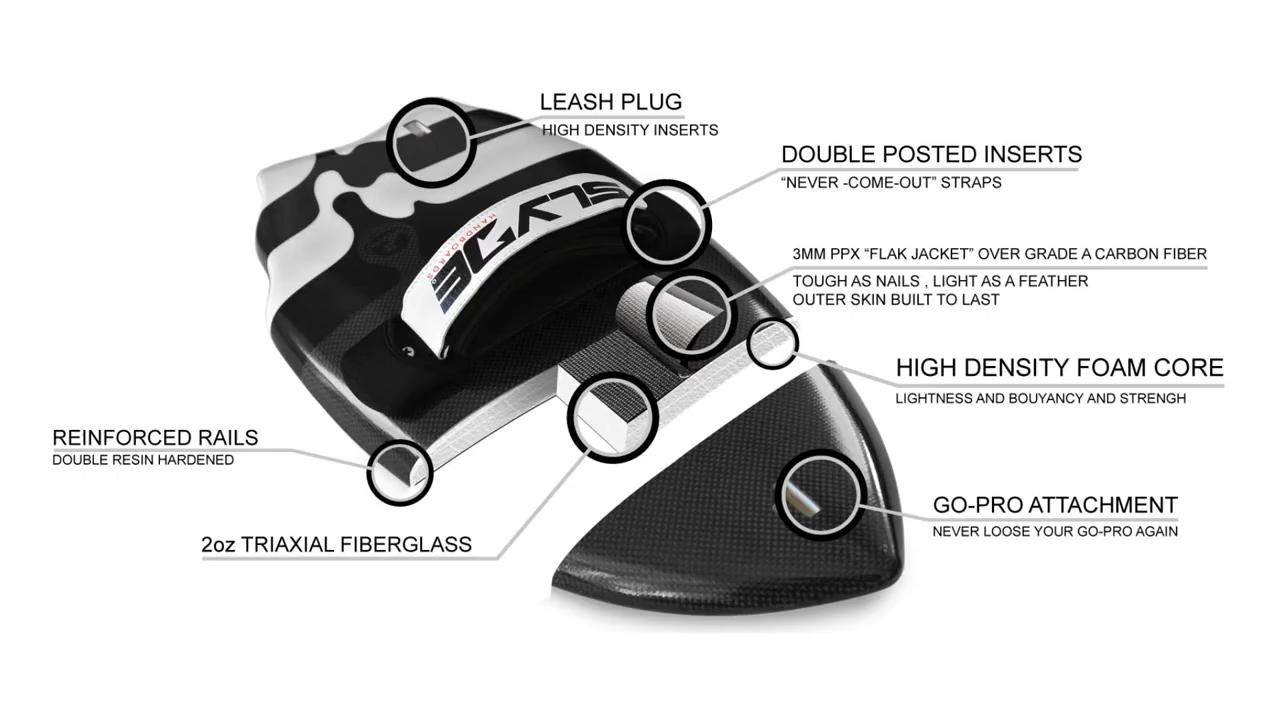 LEASH PLUG
HIGH DENSITY INSERTS
DOUBLE POSTED INSERTS
“NEVER -COME-OUT” STRAPS
SLYDE
HANDBOARDS
3MM PPX “FLAK JACKET” OVER GRADE A CARBON FIBER
TOUGH AS NAILS , LIGHT AS A FEATHER
OUTER SKIN BUILT TO LAST
HIGH DENSITY FOAM CORE
LIGHTNESS AND BOUYANCY AND STRENGH
REINFORCED RAILS
DOUBLE RESIN HARDENED
GO-PRO ATTACHMENT
NEVER LOOSE YOUR GO-PRO AGAIN
2oz TRIAXIAL FIBERGLASS